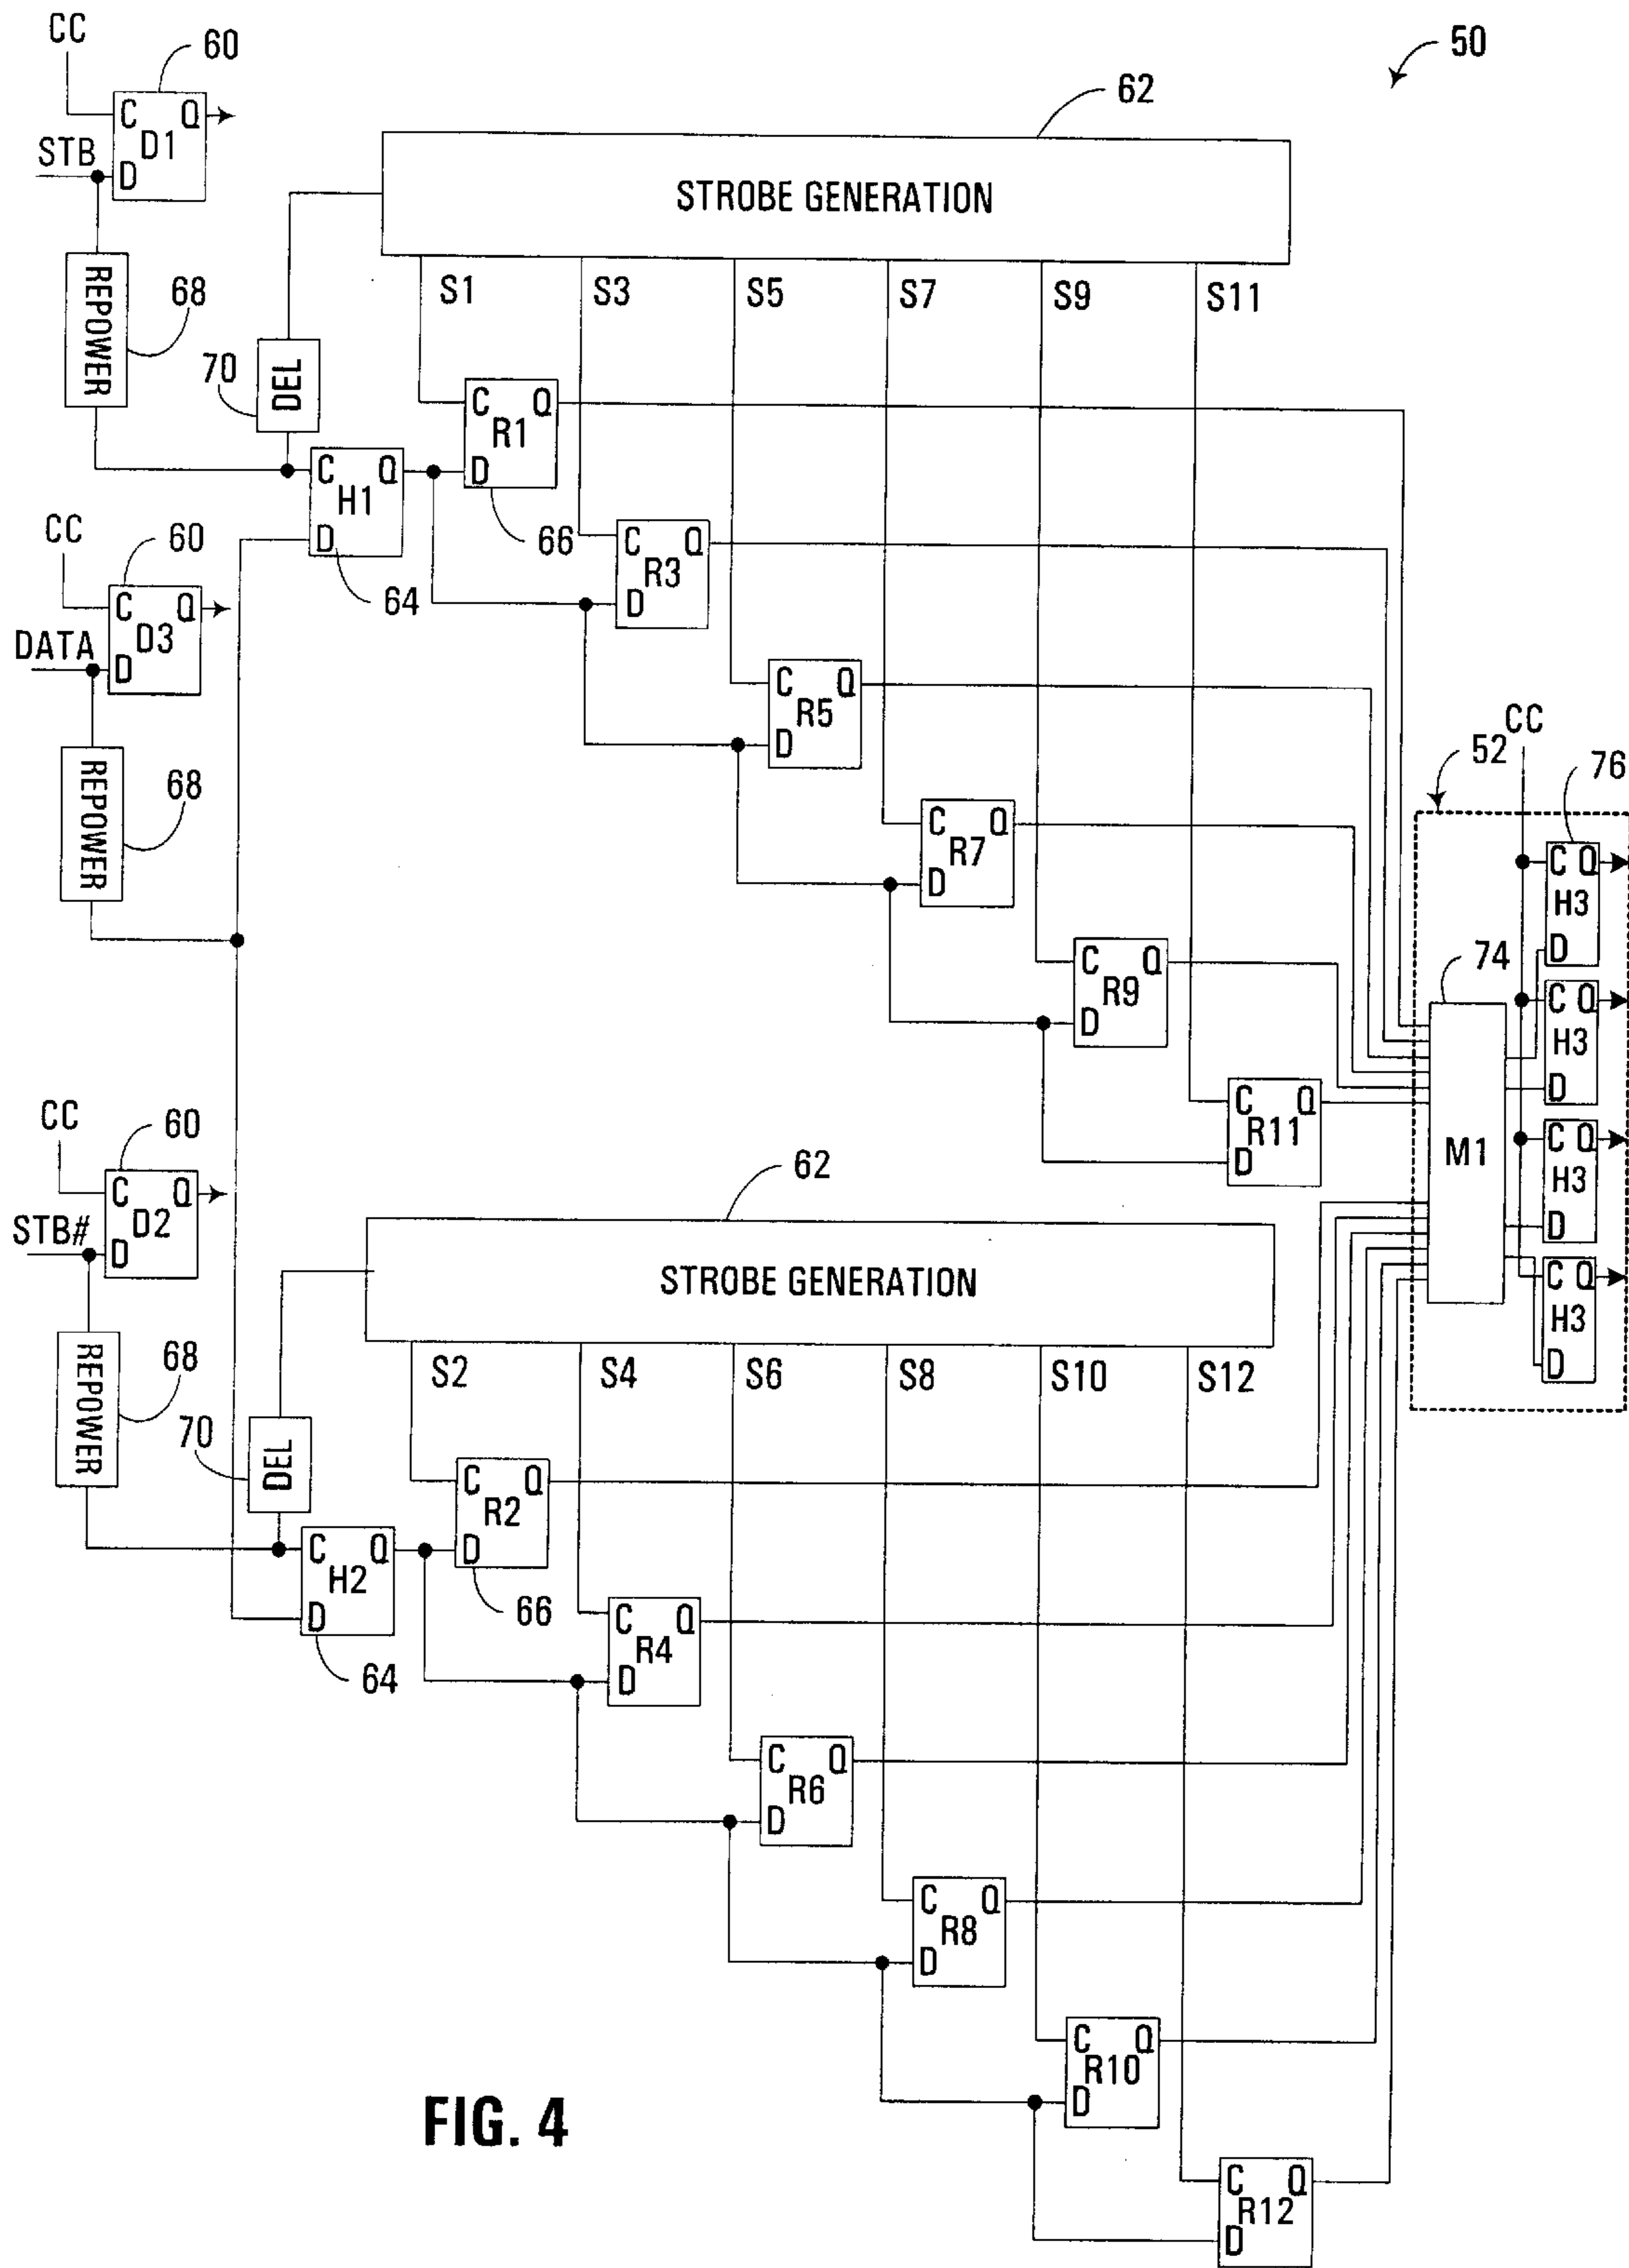 CC
60
50
C Q
D1
D
STB
62
STROBE GENERATION
S1 S3 S5 S7 S9 S11
REPOWER
68
70
DEL
C Q
R1
D
66
C Q
H1
D
64
CC
60
C Q
D3
D
DATA
C Q
R3
D
REPOWER
68
C Q
R5
D
CC
52
76
C Q
R7
D
C Q
H3
D
C Q
R9
D
74
C Q
H3
D
C Q
R11
D
M1
C Q
H3
D
C Q
H3
D
CC
60
C Q
D2
D
STB#
62
STROBE GENERATION
S2 S4 S6 S8 S10 S12
REPOWER
68
70
DEL
C Q
R2
D
66
C Q
H2
D
64
C Q
R4
D
C Q
R6
D
C Q
R8
D
C Q
R10
D
C Q
R12
D
FIG. 4